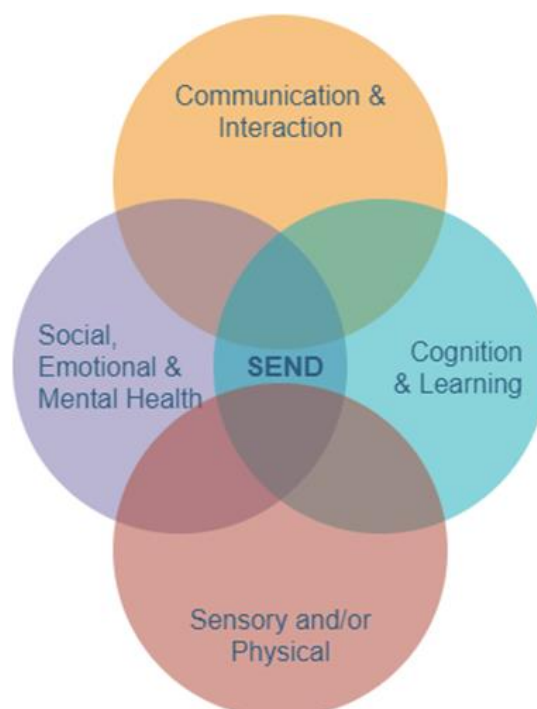 Communication &
Interaction
Social,
Emotional &
Mental Health
SEND
Cognition
& Learning
Sensory and/or
Physical